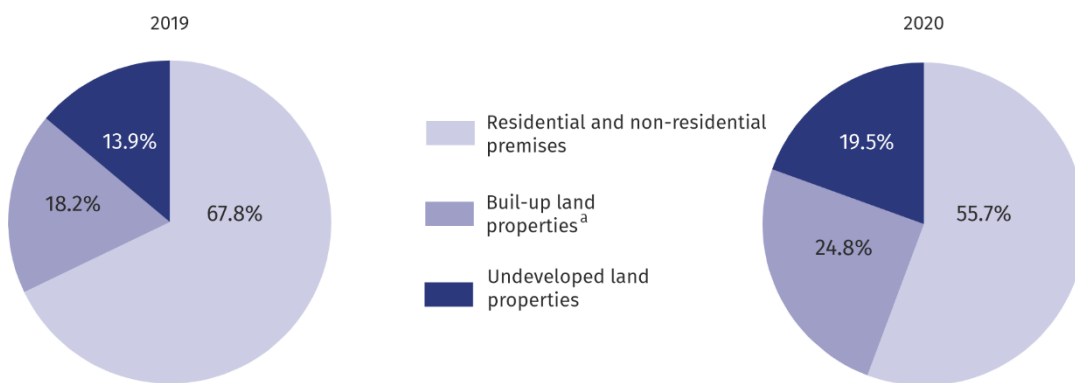 2019
2020
13.9%
18.2%
67.8%
Residential and non-residential
premises
Buil-up land
properties a
Undeveloped land
properties
19.5%
24.8%
55.7%